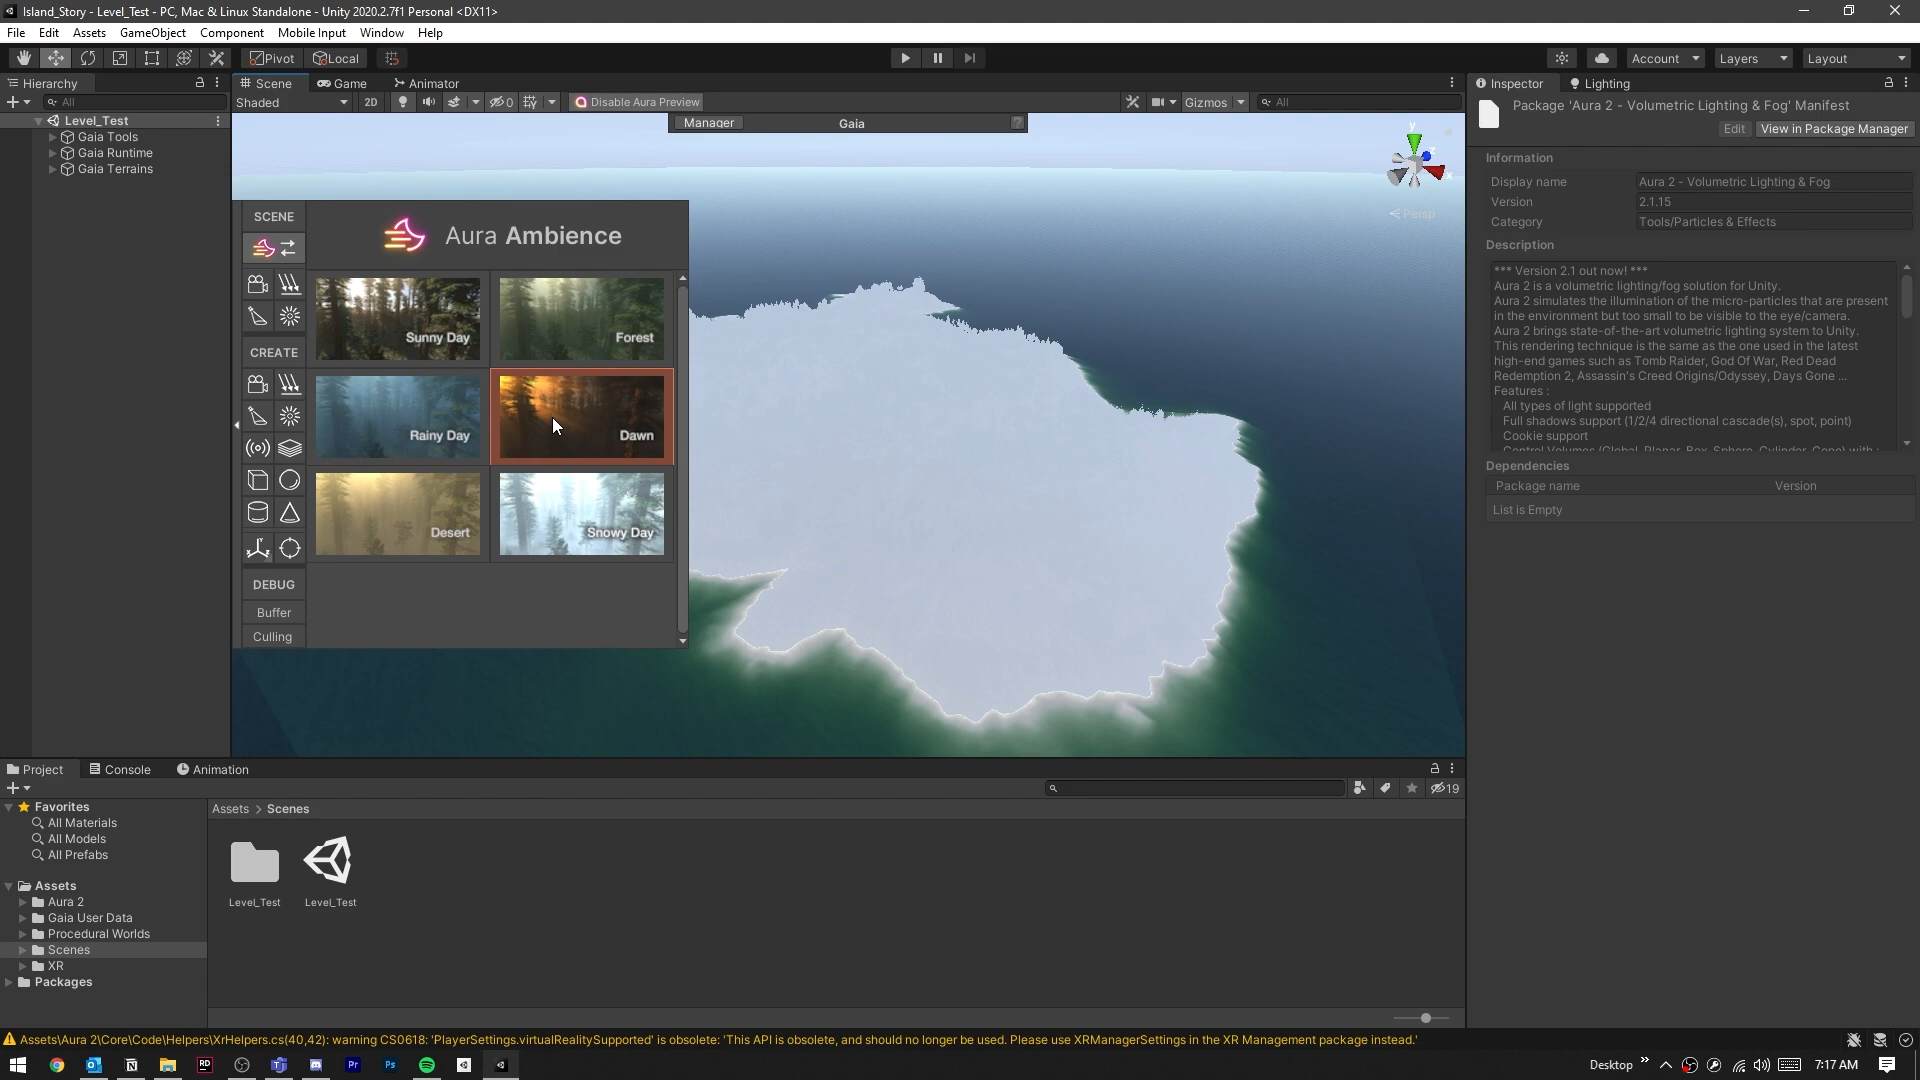 Island_Story - Level_Test - PC, Mac & Linux Standalone - Unity 2020.2.7f1 Personal <DX11>
File Edit Assets GameObject Component Mobile Input Window Help
Pivot Local Account Layers Layout
Hierarchy
All
Level_Test
Gaia Tools
Gaia Runtime
Gaia Terrains
Scene Game Animator
Shaded 2D 0 Disable Aura Preview Gizmos All
Manager Gaia ?
y
z
x
Persp
SCENE
CREATE
DEBUG
Buffer
Culling
Aura Ambience
Sunny Day
Forest
Rainy Day
Dawn
Desert
Snowy Day
Inspector Lighting
Package 'Aura 2 - Volumetric Lighting & Fog' Manifest
Edit View in Package Manager
Information
Display name Aura 2 - Volumetric Lighting & Fog
Version 2.1.15
Category Tools/Particles & Effects
Description
*** Version 2.1 out now! ***
Aura 2 is a volumetric lighting/fog solution for Unity.
Aura 2 simulates the illumination of the micro-particles that are present
in the environment but too small to be visible to the eye/camera.
Aura 2 brings state-of-the-art volumetric lighting system to Unity.
This rendering technique is the same as the one used in the latest
high-end games such as Tomb Raider, God Of War, Red Dead
Redemption 2, Assassin's Creed Origins/Odyssey, Days Gone ...
Features :
All types of light supported
Full shadows support (1/2/4 directional cascade(s), spot, point)
Cookie support
Control Volumes (Global, Planar, Box, Sphere, Cylinder, Cone) with :
Dependencies
Package name Version
List is Empty
Project Console Animation
19
Favorites
All Materials
All Models
All Prefabs
Assets
Aura 2
Gaia User Data
Procedural Worlds
Scenes
XR
Packages
Assets > Scenes
Level_Test
Level_Test
Assets\Aura 2\Core\Code\Helpers\XrHelpers.cs(40,42): warning CS0618: 'PlayerSettings.virtualRealitySupported' is obsolete: 'This API is obsolete, and should no longer be used. Please use XRManagerSettings in the XR Management package instead.'
RD
Pr
Ps
Desktop
7:17 AM